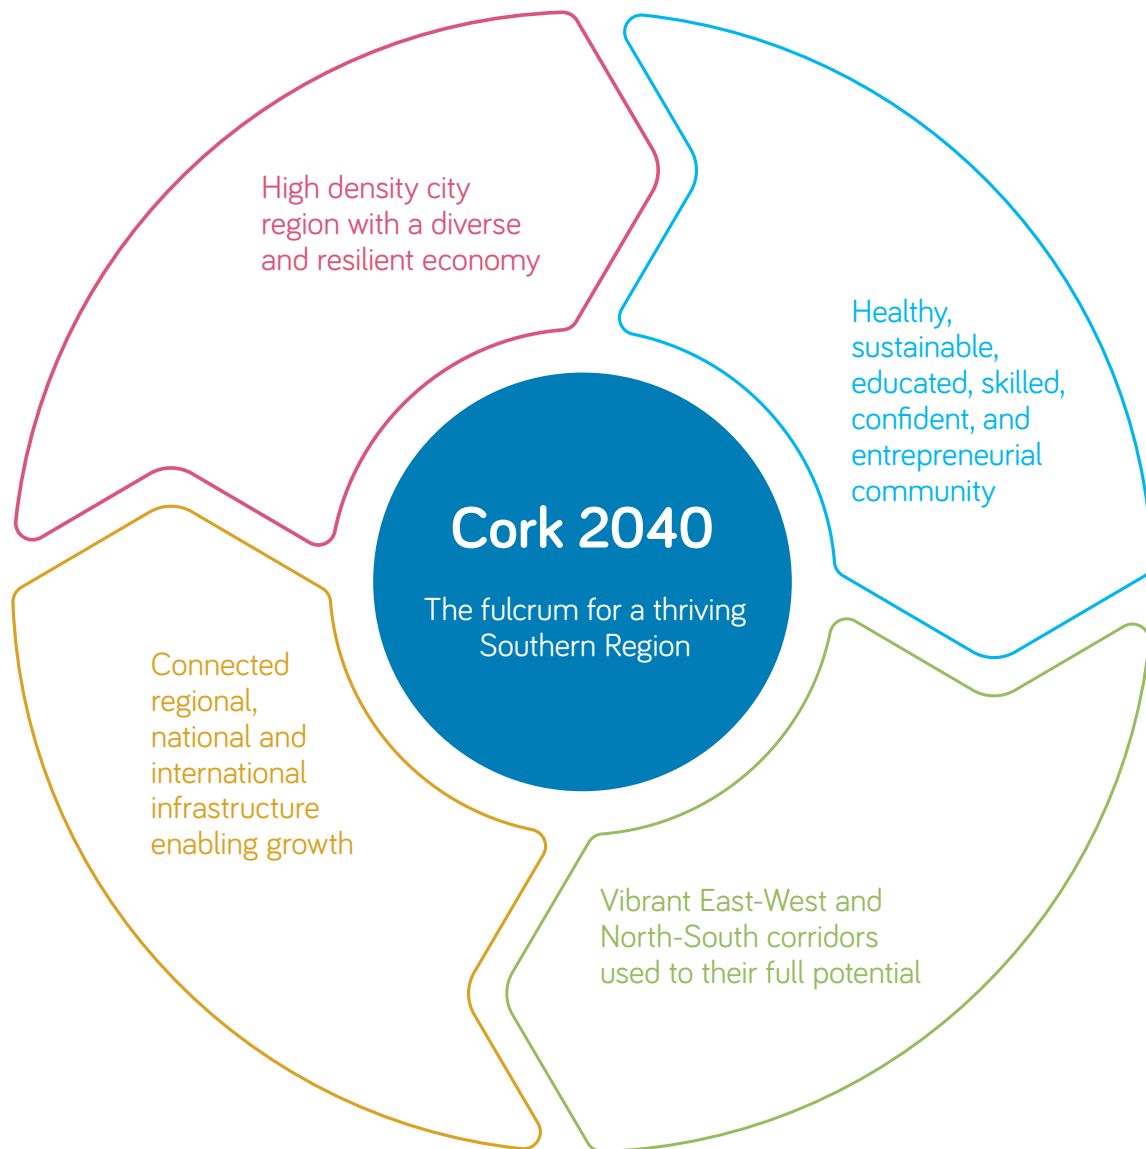 High density city
region with a diverse
and resilient economy
Healthy,
sustainable,
educated, skilled,
confident, and
entrepreneurial
community
Cork 2040
The fulcrum for a thriving
Southern Region
Connected
regional,
national and
international
infrastructure
enabling growth
Vibrant East-West and
North-South corridors
used to their full potential